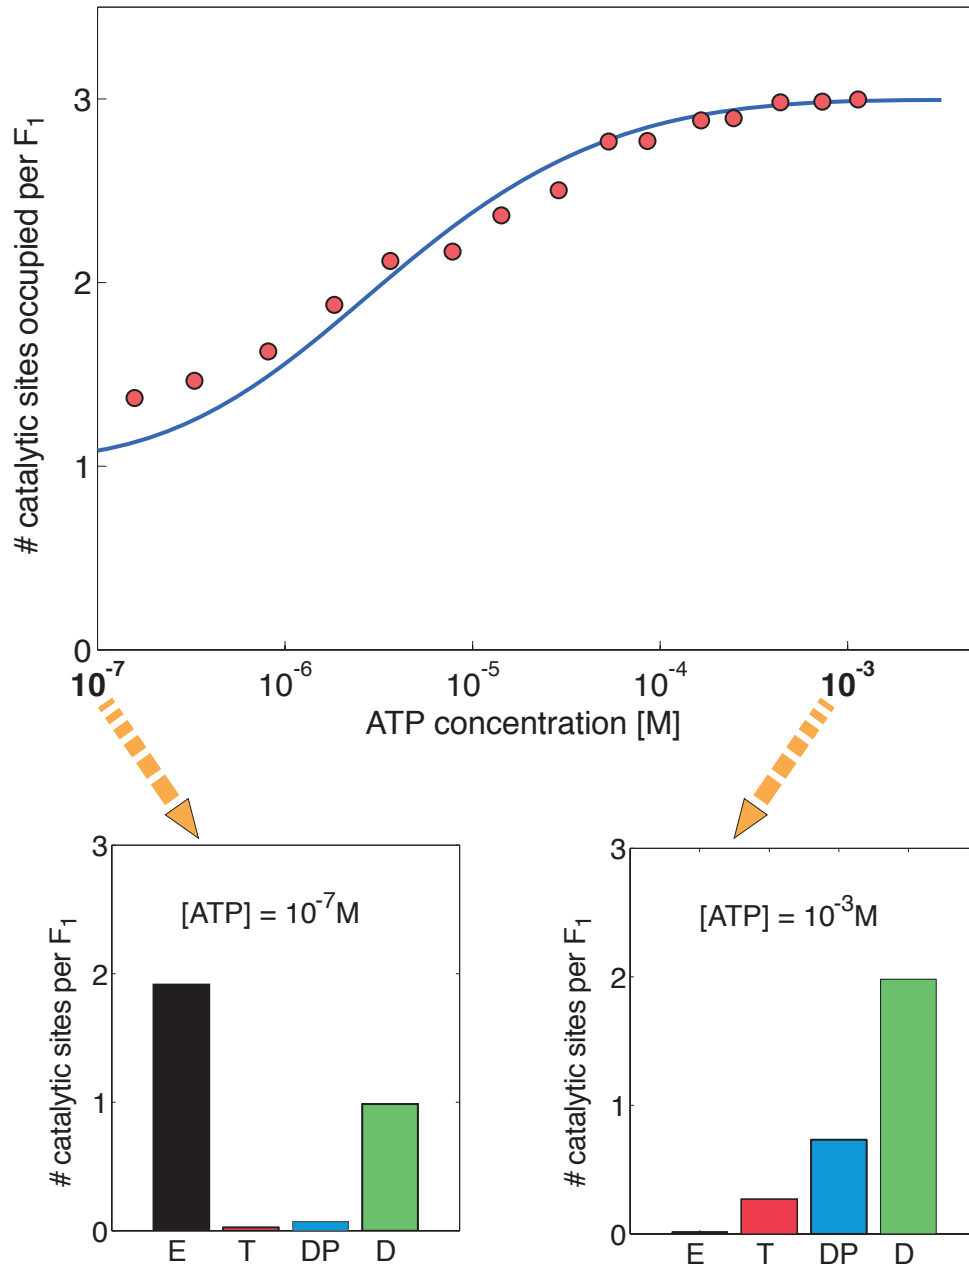 # catalytic sites occupied per F₁
3
2
1
0
10⁻⁷ 10⁻⁶ 10⁻⁵ 10⁻⁴ 10⁻³
ATP concentration [M]
# catalytic sites per F₁
3
2
1
0
[ATP] = 10⁻⁷M
E T DP D
# catalytic sites per F₁
3
2
1
0
[ATP] = 10⁻³M
E T DP D